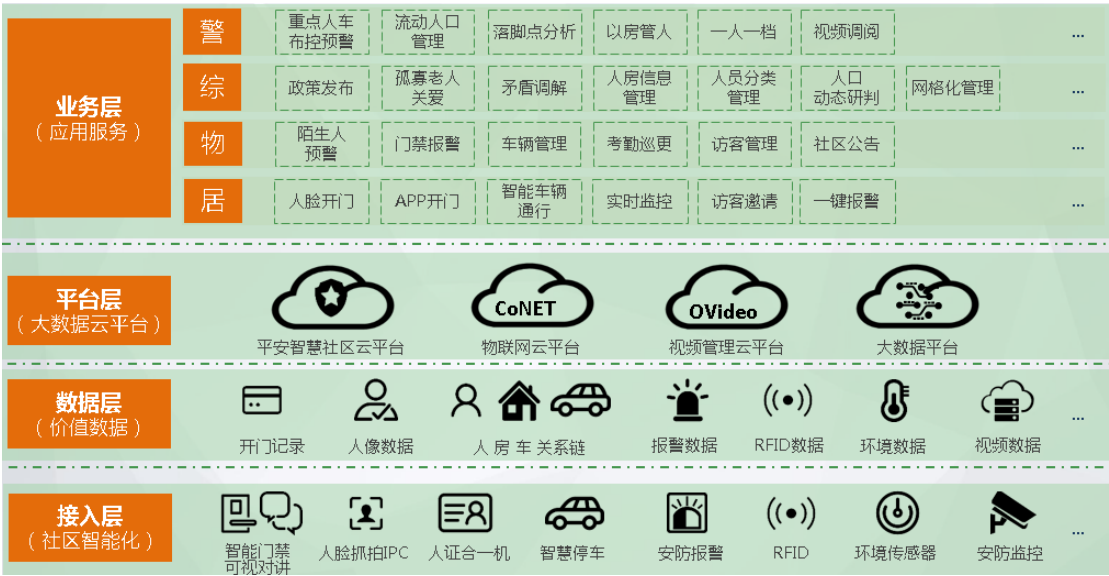 警
重点人车
布控预警
流动人口
管理
落脚点分析
以房管人
一人一档
视频调阅
...
业务层
（应用服务）
综
政策发布
孤寡老人
关爱
矛盾调解
人房信息
管理
人员分类
管理
人口
动态研判
网格化管理
...
物
陌生人
预警
门禁报警
车辆管理
考勤巡更
访客管理
社区公告
...
居
人脸开门
APP开门
智能车辆
通行
实时监控
访客邀请
一键报警
...
平台层
（大数据云平台）
平安智慧社区云平台
CoNET
物联网云平台
OVideo
视频管理云平台
大数据平台
数据层
（价值数据）
开门记录
人像数据
人 房 车 关系链
报警数据
RFID数据
环境数据
视频数据
...
接入层
（社区智能化）
智能门禁
可视对讲
人脸抓拍IPC
人证合一机
智慧停车
安防报警
RFID
环境传感器
安防监控
...